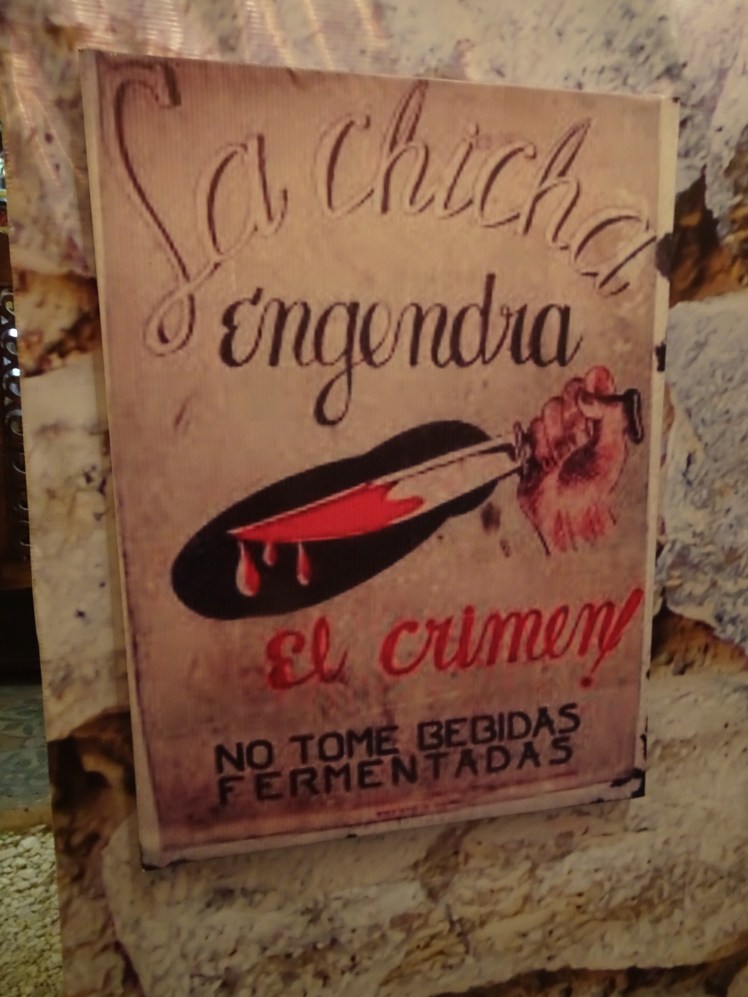 La chicha
engendra
El crimen!
NO TOME BEBIDAS
FERMENTADAS